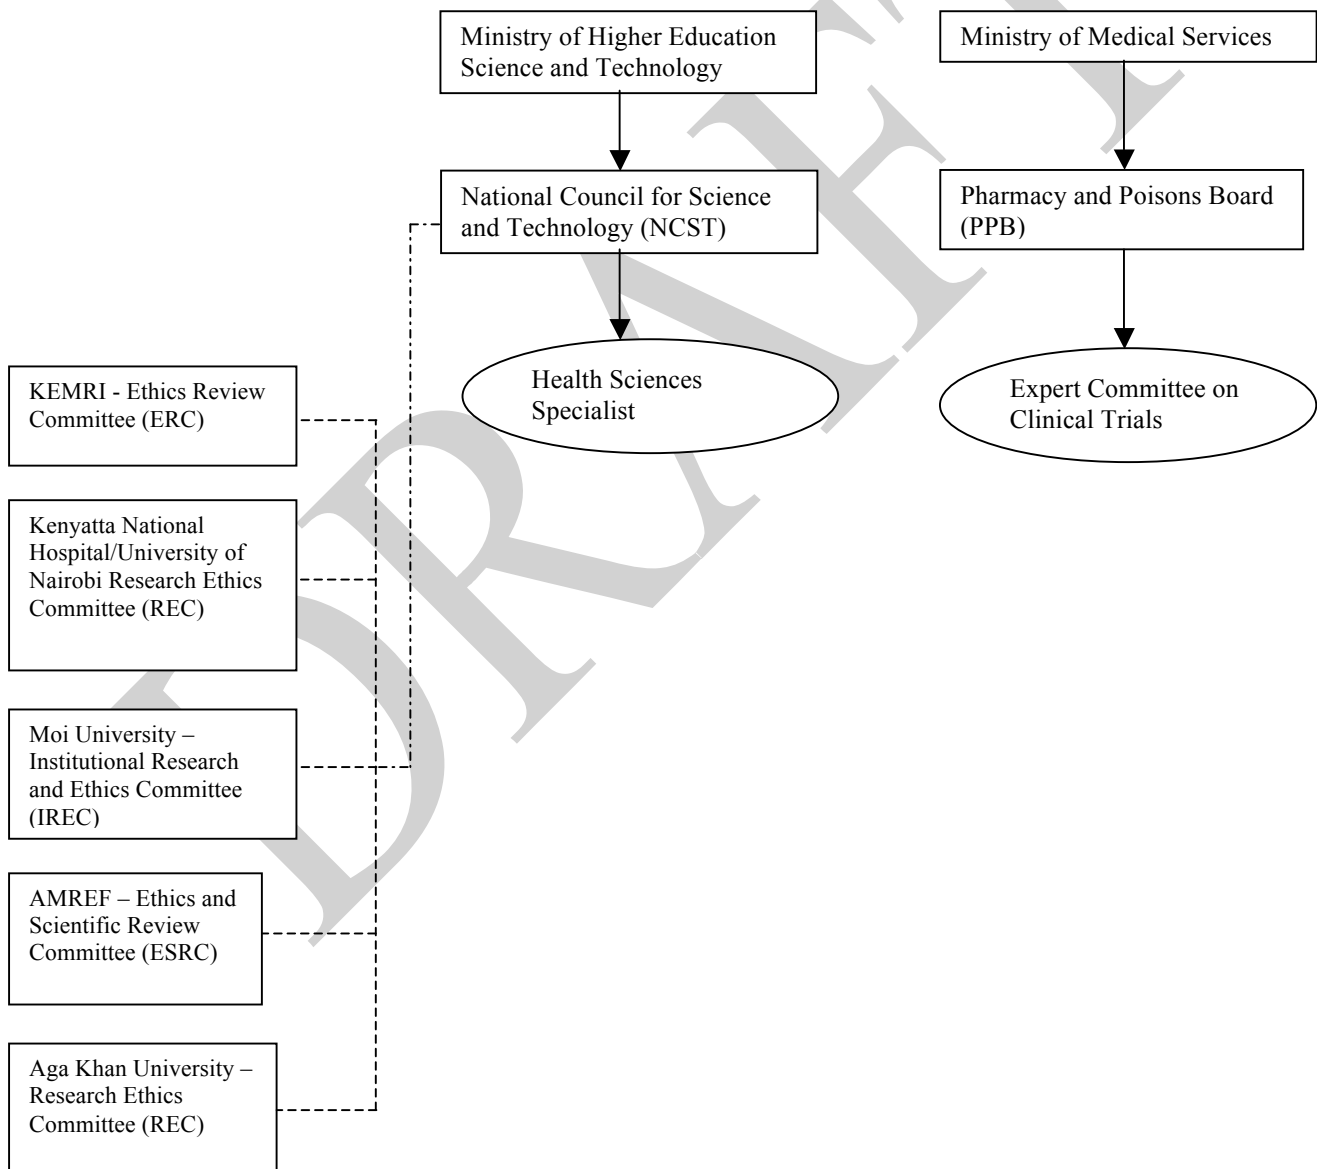 Ministry of Higher Education
Science and Technology
Ministry of Medical Services
National Council for Science
and Technology (NCST)
Pharmacy and Poisons Board
(PPB)
Health Sciences
Specialist
Expert Committee on
Clinical Trials
KEMRI - Ethics Review
Committee (ERC)
Kenyatta National
Hospital/University of
Nairobi Research Ethics
Committee (REC)
Moi University –
Institutional Research
and Ethics Committee
(IREC)
AMREF – Ethics and
Scientific Review
Committee (ESRC)
Aga Khan University –
Research Ethics
Committee (REC)
DRAFT